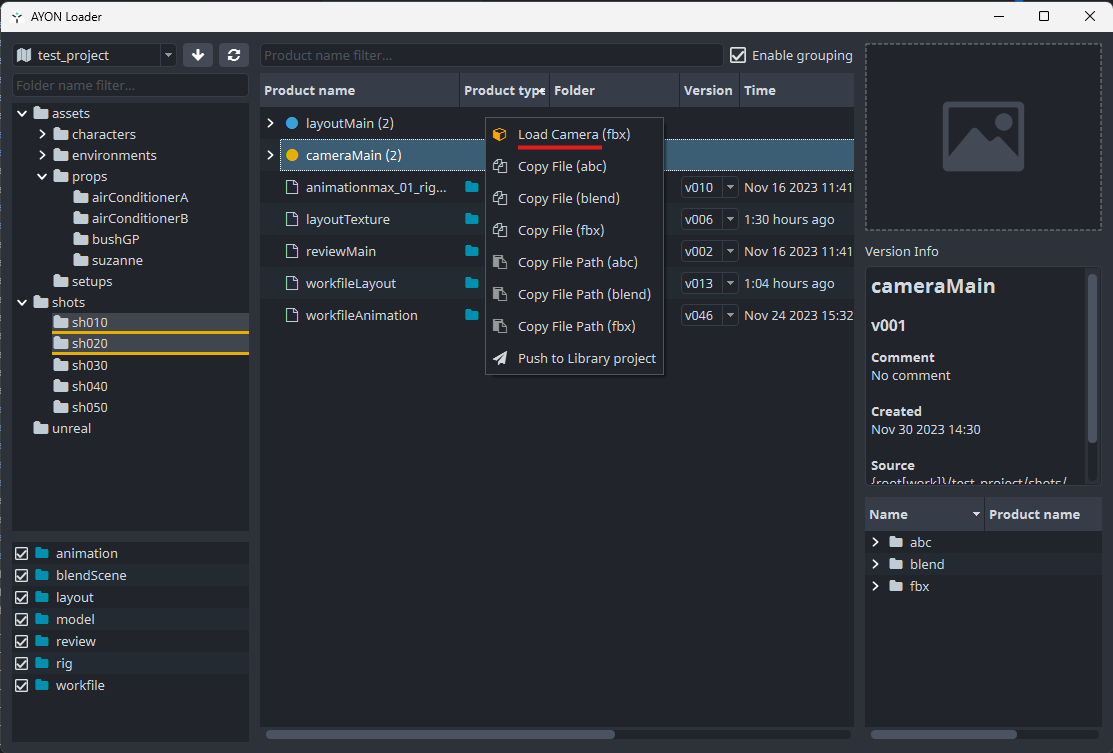 AYON Loader
test_project
Folder name filter...
assets
characters
environments
props
airConditionerA
airConditionerB
bushGP
suzanne
setups
shots
sh010
sh020
sh030
sh040
sh050
unreal
animation
blendScene
layout
model
review
rig
workfile
Product name filter...
Enable grouping
Product name Product type Folder Version Time
layoutMain (2)
cameraMain (2)
animationmax_01_rig... v010 Nov 16 2023 11:41
layoutTexture v006 1:30 hours ago
reviewMain v002 Nov 16 2023 11:41
workfileLayout v013 1:04 hours ago
workfileAnimation v046 Nov 24 2023 15:32
Load Camera (fbx)
Copy File (abc)
Copy File (blend)
Copy File (fbx)
Copy File Path (abc)
Copy File Path (blend)
Copy File Path (fbx)
Push to Library project
Version Info
cameraMain
v001
Comment
No comment
Created
Nov 30 2023 14:30
Source
{root[work]}/test_project/shots/
Name Product name
abc
blend
fbx